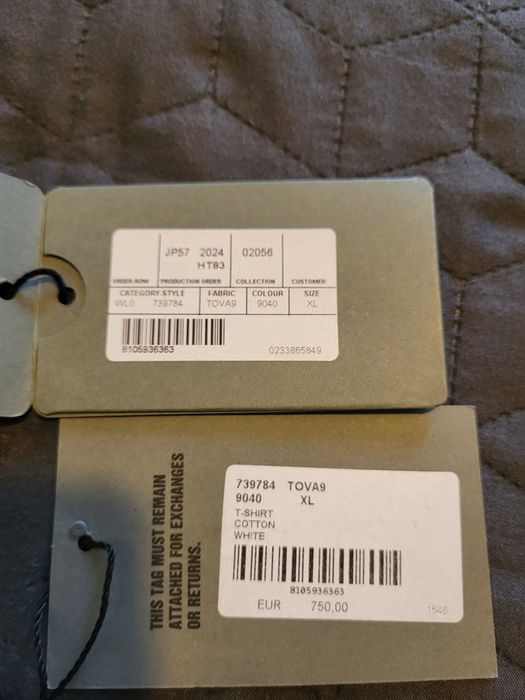 JP57 2024 02056
HT83
ORDER-ROW PRODUCTION ORDER COLLECTION CUSTOMER
CATEGORY-STYLE FABRIC COLOUR SIZE
WL0 739784 TOVA9 9040 XL
8105936363 0233865849
THIS TAG MUST REMAIN
ATTACHED FOR EXCHANGES
OR RETURNS.
739784 TOVA9
9040 XL
T-SHIRT
COTTON
WHITE
8105936363
EUR 750,00 1546